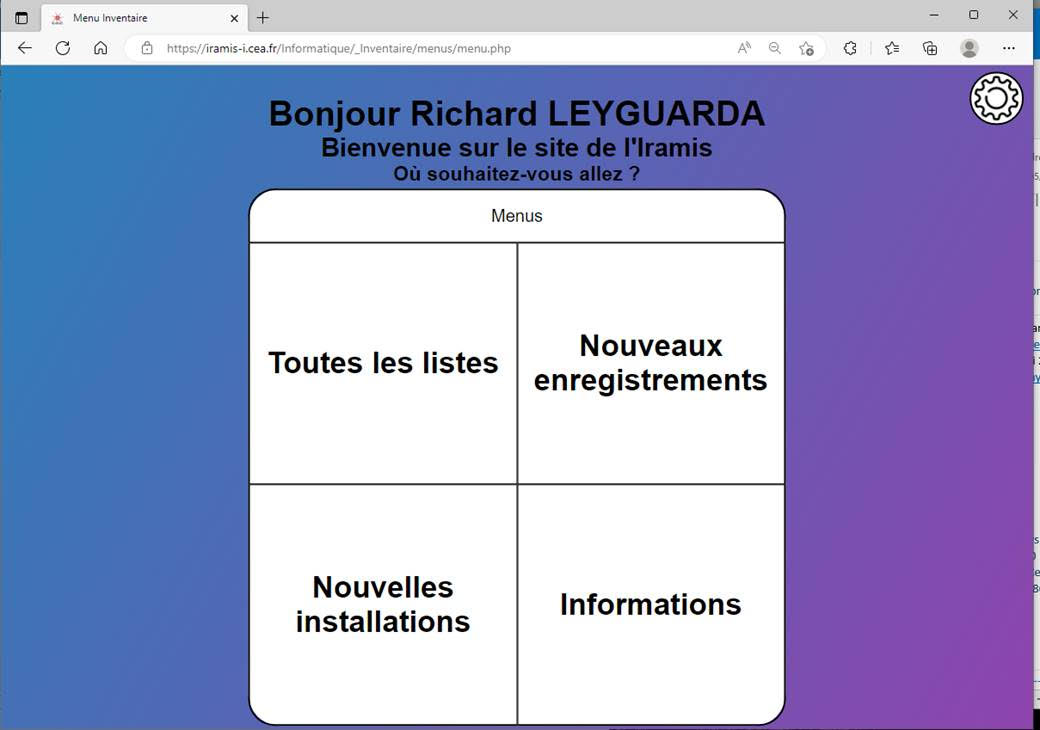 Menu Inventaire
https://iramis-i.cea.fr/Informatique/_Inventaire/menus/menu.php
Bonjour Richard LEYGUARDA
Bienvenue sur le site de l'Iramis
Où souhaitez-vous allez ?
Menus
Toutes les listes
Nouveaux
enregistrements
Nouvelles
installations
Informations